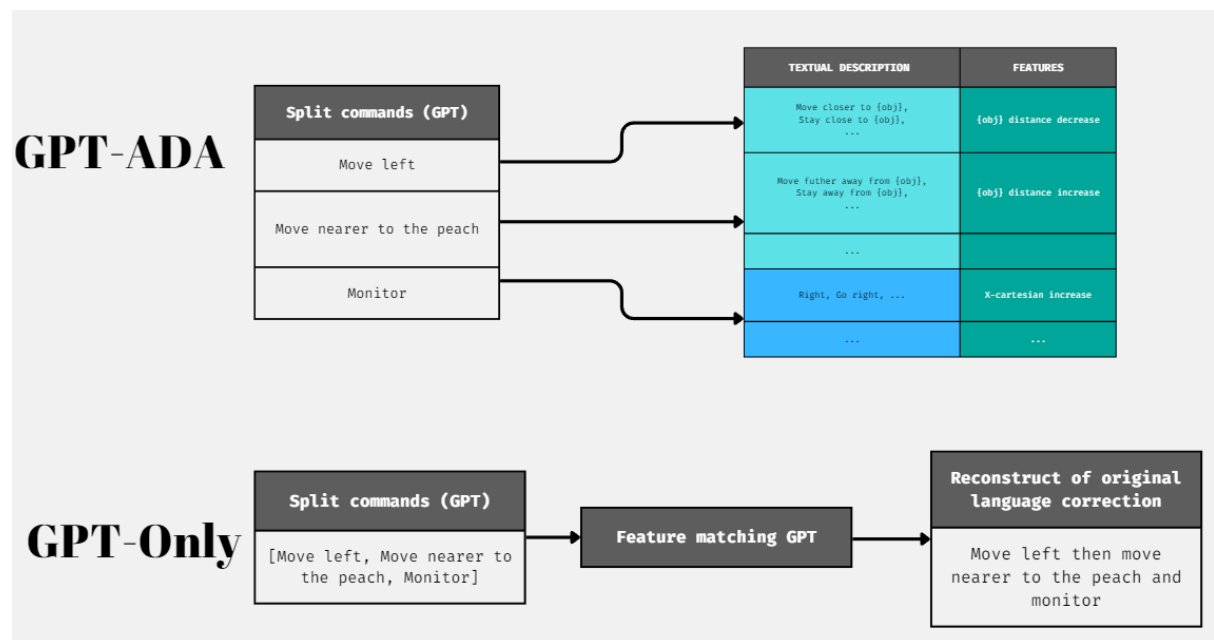 GPT-ADA
Split commands (GPT)
Move left
Move nearer to the peach
Monitor
TEXTUAL DESCRIPTION
FEATURES
Move closer to {obj},
Stay close to {obj},
...
{obj} distance decrease
Move futher away from {obj},
Stay away from {obj},
...
{obj} distance increase
...
Right, Go right, ...
X-cartesian increase
...
...
GPT-Only
Split commands (GPT)
[Move left, Move nearer to
the peach, Monitor]
Feature matching GPT
Reconstruct of original
language correction
Move left then move
nearer to the peach and
monitor